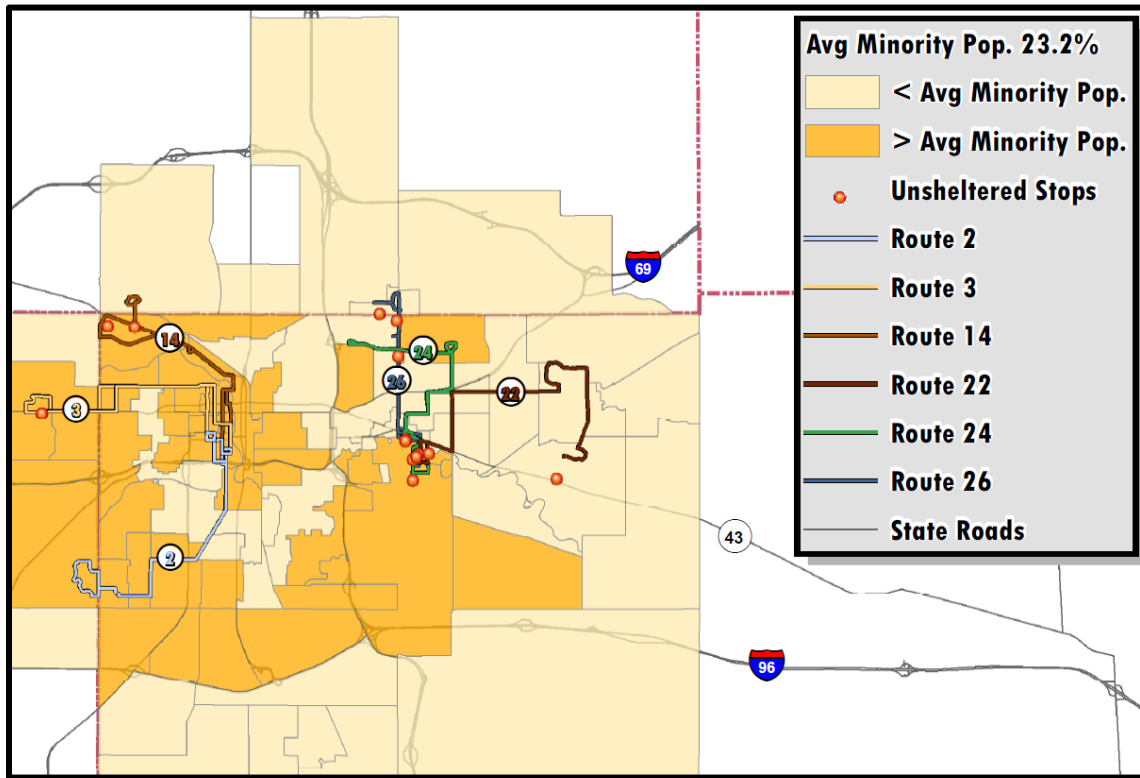 Avg Minority Pop. 23.2%
< Avg Minority Pop.
> Avg Minority Pop.
Unsheltered Stops
Route 2
Route 3
Route 14
Route 22
Route 24
Route 26
State Roads
69
14
24
26
22
3
43
2
96